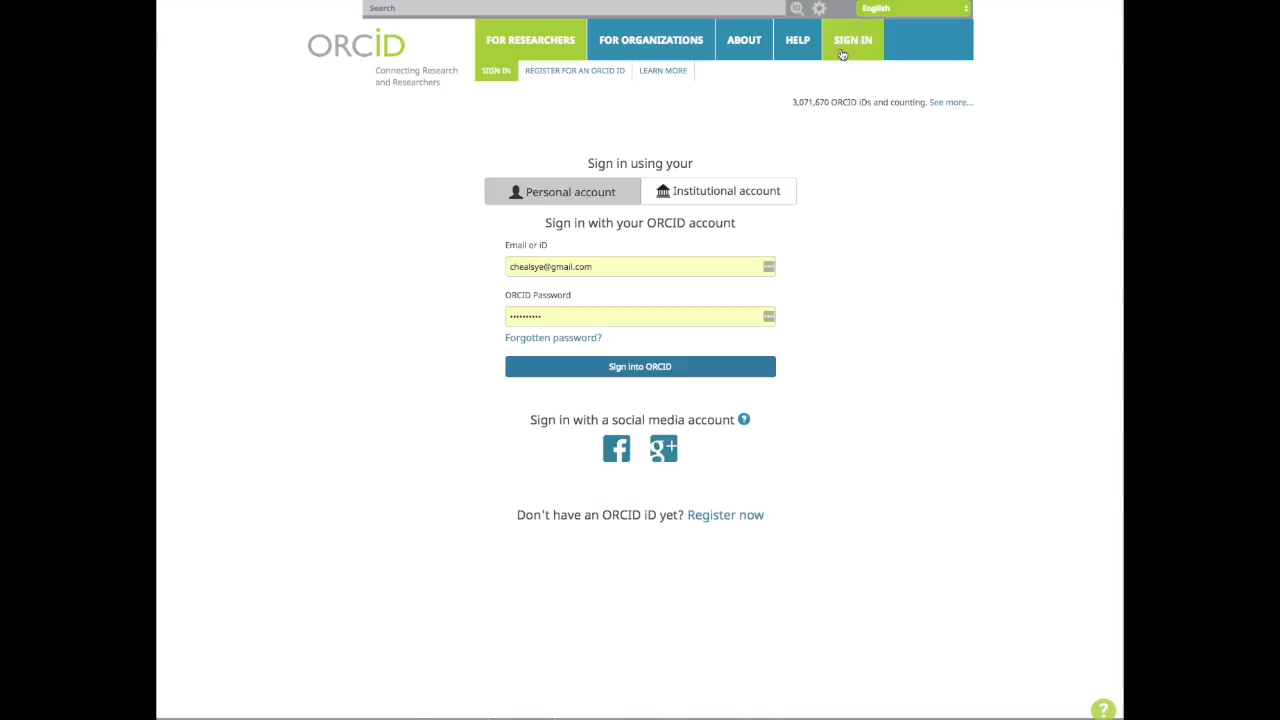 Search
English
ORCID
Connecting Research
and Researchers
FOR RESEARCHERS
FOR ORGANIZATIONS
ABOUT
HELP
SIGN IN
SIGN IN
REGISTER FOR AN ORCID ID
LEARN MORE
3,071,670 ORCID iDs and counting. See more...
Sign in using your
Personal account
Institutional account
Sign in with your ORCID account
Email or iD
chealsye@gmail.com
ORCID Password
••••••••••
Forgotten password?
Sign into ORCID
Sign in with a social media account ?
f
g+
Don't have an ORCID iD yet? Register now
?